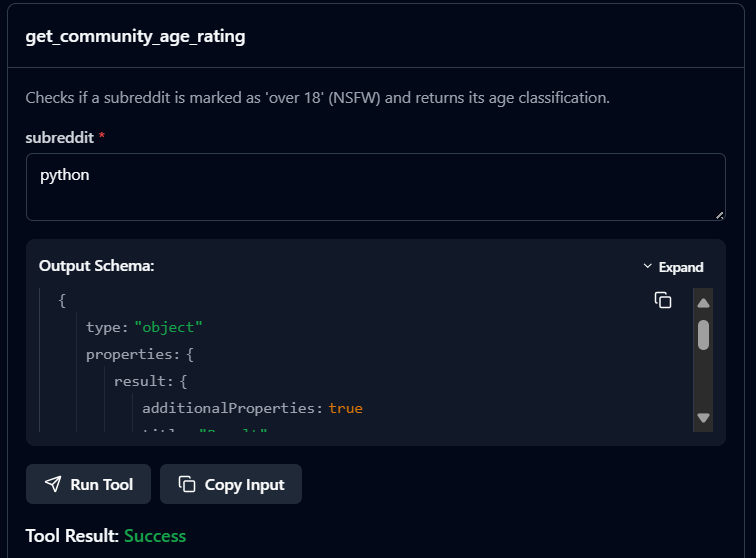 get_community_age_rating
Checks if a subreddit is marked as 'over 18' (NSFW) and returns its age classification.
subreddit *
python
Output Schema:
Expand
{
type: "object"
properties: {
result: {
additionalProperties: true
Run Tool
Copy Input
Tool Result: Success